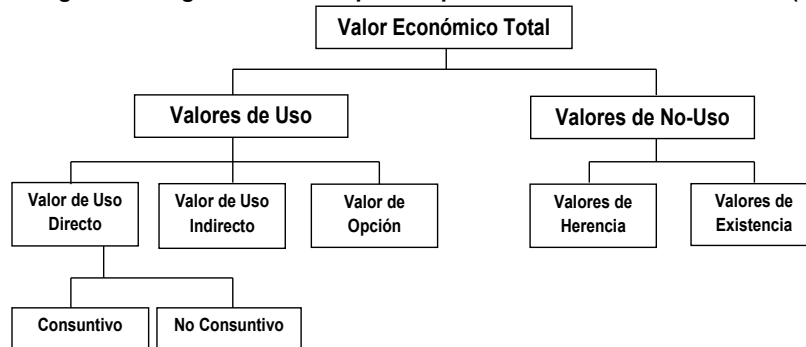 Valor Económico Total
Valores de Uso
Valores de No-Uso
Valor de Uso
Directo
Valor de Uso
Indirecto
Valor de
Opción
Valores de
Herencia
Valores de
Existencia
Consuntivo
No Consuntivo